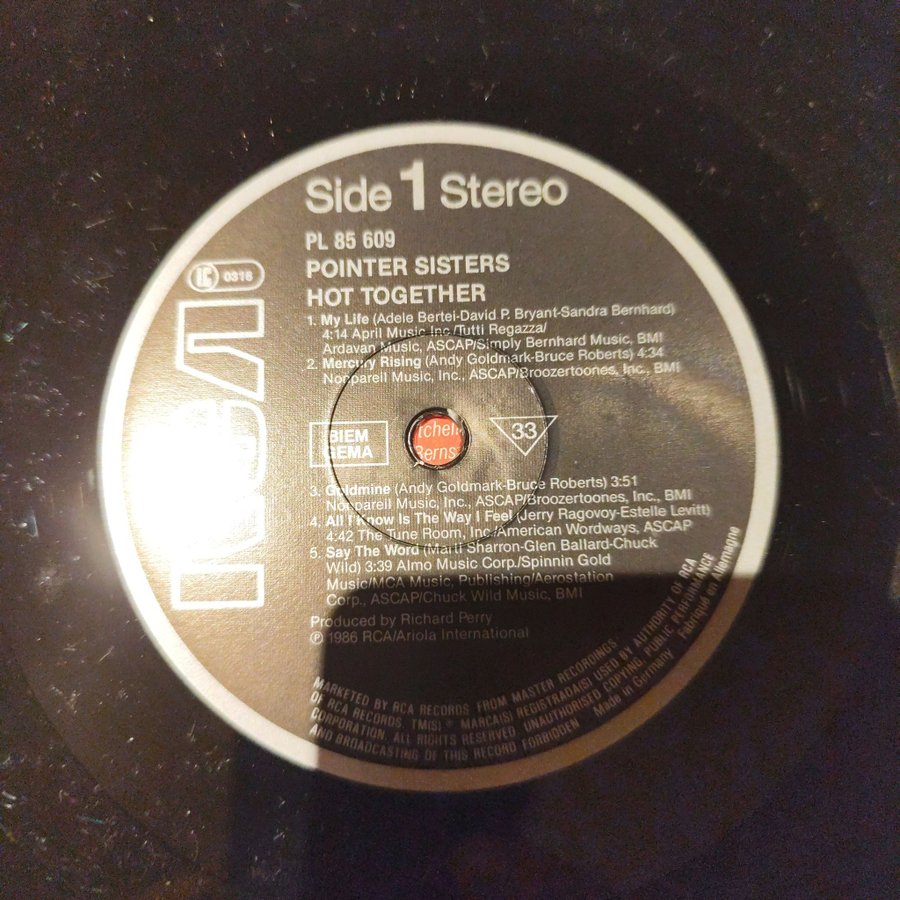 Side 1 Stereo
PL 85 609
POINTER SISTERS
HOT TOGETHER
LC 0316
RCA
1. My Life (Adele Bertei-David P. Bryant-Sandra Bernhard)
4:14 April Music Inc/Tutti Regazza/
Ardavan Music, ASCAP/Simply Bernhard Music, BMI
2. Mercury Rising (Andy Goldmark-Bruce Roberts) 4:34
Nonpareil Music, Inc., ASCAP/Broozertoones, Inc., BMI
BIEM
GEMA
tchem
Berns
33
3. Goldmine (Andy Goldmark-Bruce Roberts) 3:51
Nonpareil Music, Inc., ASCAP/Broozertoones, Inc., BMI
4. All I Know Is The Way I Feel (Jerry Ragovoy-Estelle Levitt)
4:42 The Tune Room, Inc/American Wordways, ASCAP
5. Say The Word (Marti Sharron-Glen Ballard-Chuck
Wild) 3:39 Almo Music Corp./Spinnin Gold
Music/MCA Music, Publishing/Aerostation
Corp., ASCAP/Chuck Wild Music, BMI
Produced by Richard Perry
℗ 1986 RCA/Ariola International
MARKETED BY RCA RECORDS FROM MASTER RECORDINGS
OF RCA RECORDS, TM(S) ® MARCA(S) REGISTRADA(S) USED BY AUTHORITY OF RCA
CORPORATION. ALL RIGHTS RESERVED UNAUTHORISED COPYING, PUBLIC PERFORMANCE
AND BROADCASTING OF THIS RECORD FORBIDDEN Made in Germany Fabriqué en Allemagne